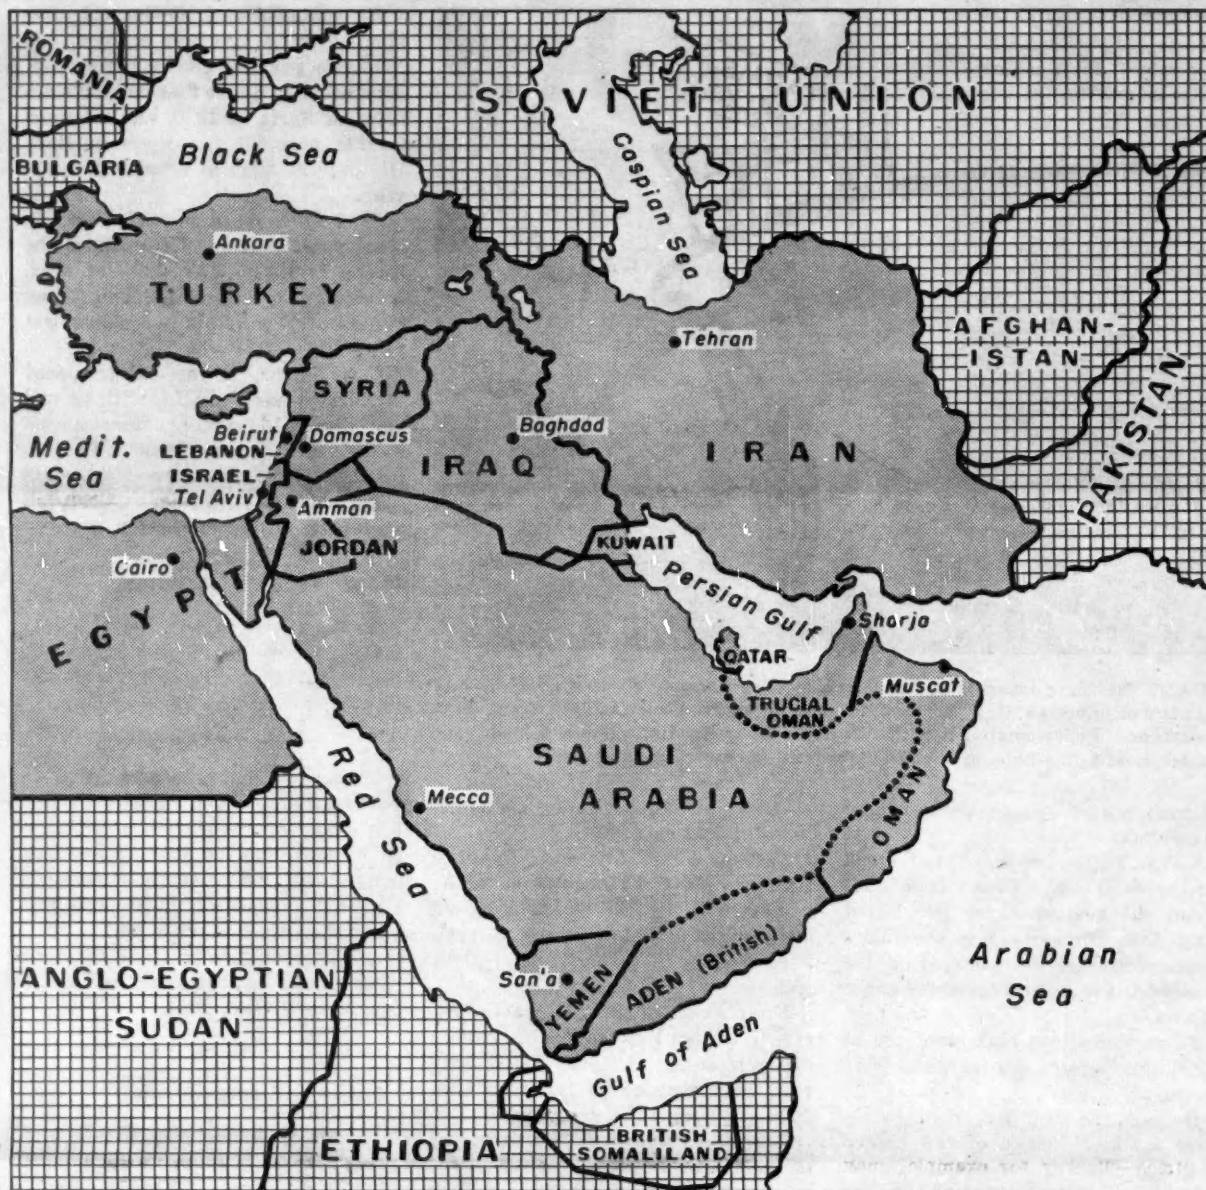 ROMANIA
SOVIET UNION
Black Sea
Caspian Sea
BULGARIA
Ankara
TURKEY
Tehran
AFGHAN-
ISTAN
PAKISTAN
SYRIA
Beirut
Damascus
Baghdad
Medit.
Sea
LEBANON
IRAQ
IRAN
ISRAEL
Tel Aviv
Amman
JORDAN
KUWAIT
Cairo
EGYPT
Persian Gulf
Sharja
QATAR
Muscat
TRUCIAL
OMAN
SAUDI
ARABIA
Red Sea
Mecca
OMAN
ANGLO-EGYPTIAN
SUDAN
San'a
YEMEN
ADEN (British)
Arabian
Sea
Gulf of Aden
ETHIOPIA
BRITISH
SOMALILAND